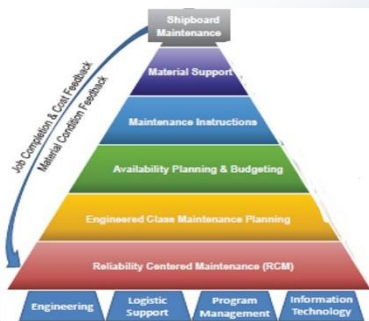 Shipboard
Maintenance
Material Support
Job Completion & Cost Feedback
Material Condition Feedback
Maintenance Instructions
Availability Planning & Budgeting
Engineered Class Maintenance Planning
Reliability Centered Maintenance (RCM)
Engineering
Logistic
Support
Program
Management
Information
Technology